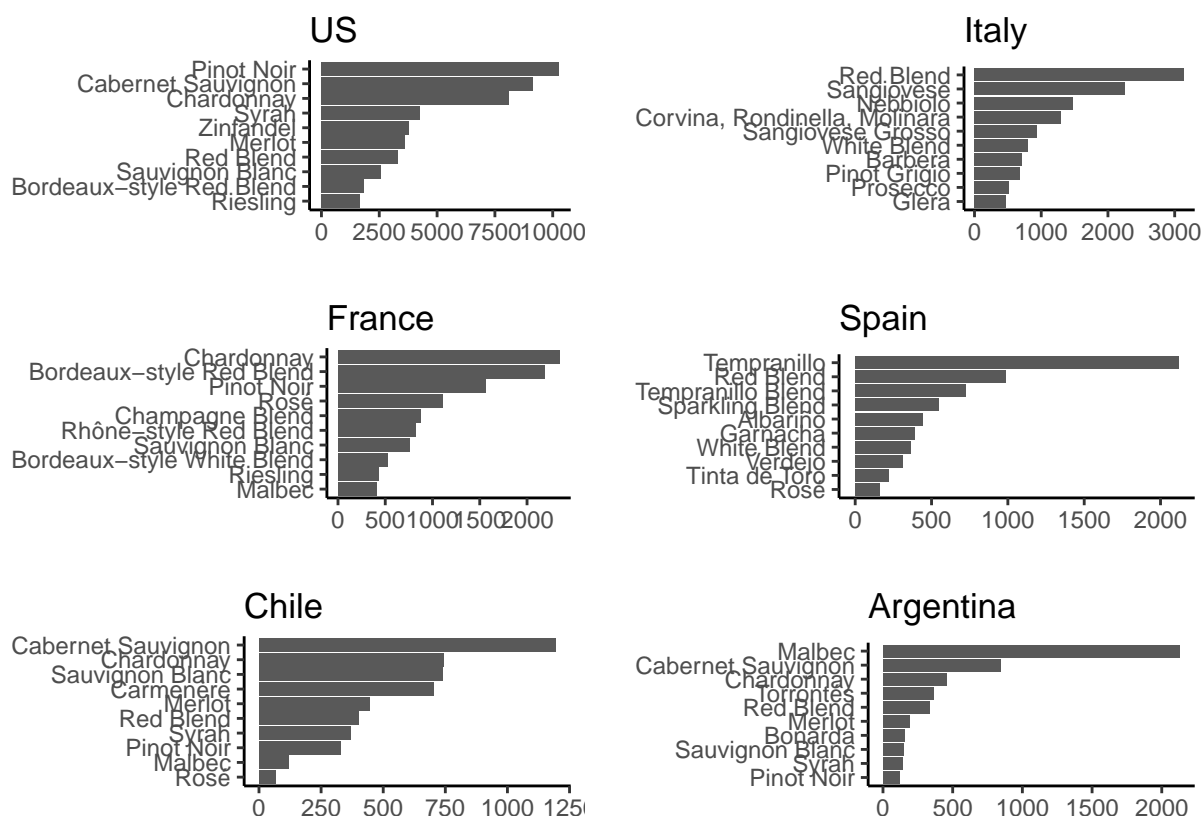 US
Pinot Noir
Cabernet Sauvignon
Chardonnay
Syrah
Zinfandel
Merlot
Red Blend
Sauvignon Blanc
Bordeaux−style Red Blend
Riesling
0 2500 5000 7500 10000
Italy
Red Blend
Sangiovese
Nebbiolo
Corvina, Rondinella, Molinara
Sangiovese Grosso
White Blend
Barbera
Pinot Grigio
Prosecco
Glera
0 1000 2000 3000
France
Chardonnay
Bordeaux−style Red Blend
Pinot Noir
Rosé
Champagne Blend
Rhône−style Red Blend
Sauvignon Blanc
Bordeaux−style White Blend
Riesling
Malbec
0 500 1000 1500 2000
Spain
Tempranillo
Red Blend
Tempranillo Blend
Sparkling Blend
Albariño
Garnacha
White Blend
Verdejo
Tinta de Toro
Rosé
0 500 1000 1500 2000
Chile
Cabernet Sauvignon
Chardonnay
Sauvignon Blanc
Carmenère
Merlot
Red Blend
Syrah
Pinot Noir
Malbec
Rosé
0 250 500 750 1000 125
Argentina
Malbec
Cabernet Sauvignon
Chardonnay
Torrontés
Red Blend
Merlot
Bonarda
Sauvignon Blanc
Syrah
Pinot Noir
0 500 1000 1500 2000